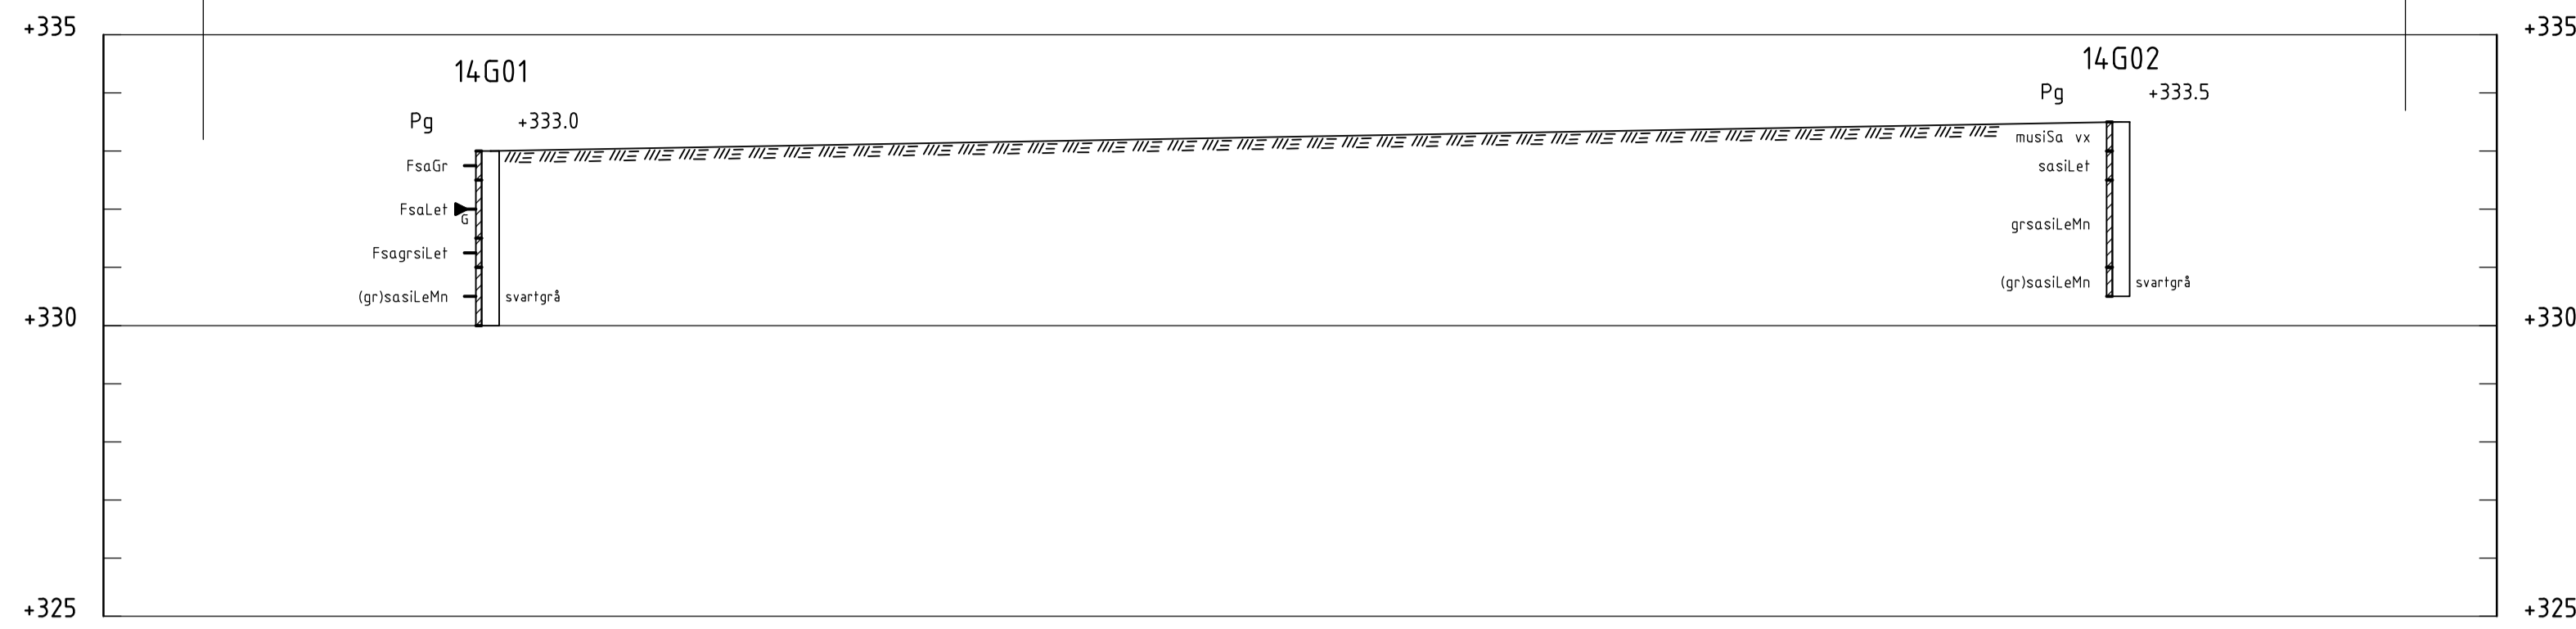 +335
+335
14G01
14G02
Pg +333.0
Pg +333.5
FsaGr
FsaLet
G
FsagrsiLet
(gr)sasiLeMn
svartgrå
musiSa vx
sasiLet
grsasiLeMn
(gr)sasiLeMn
svartgrå
+330
+330
+325
+325